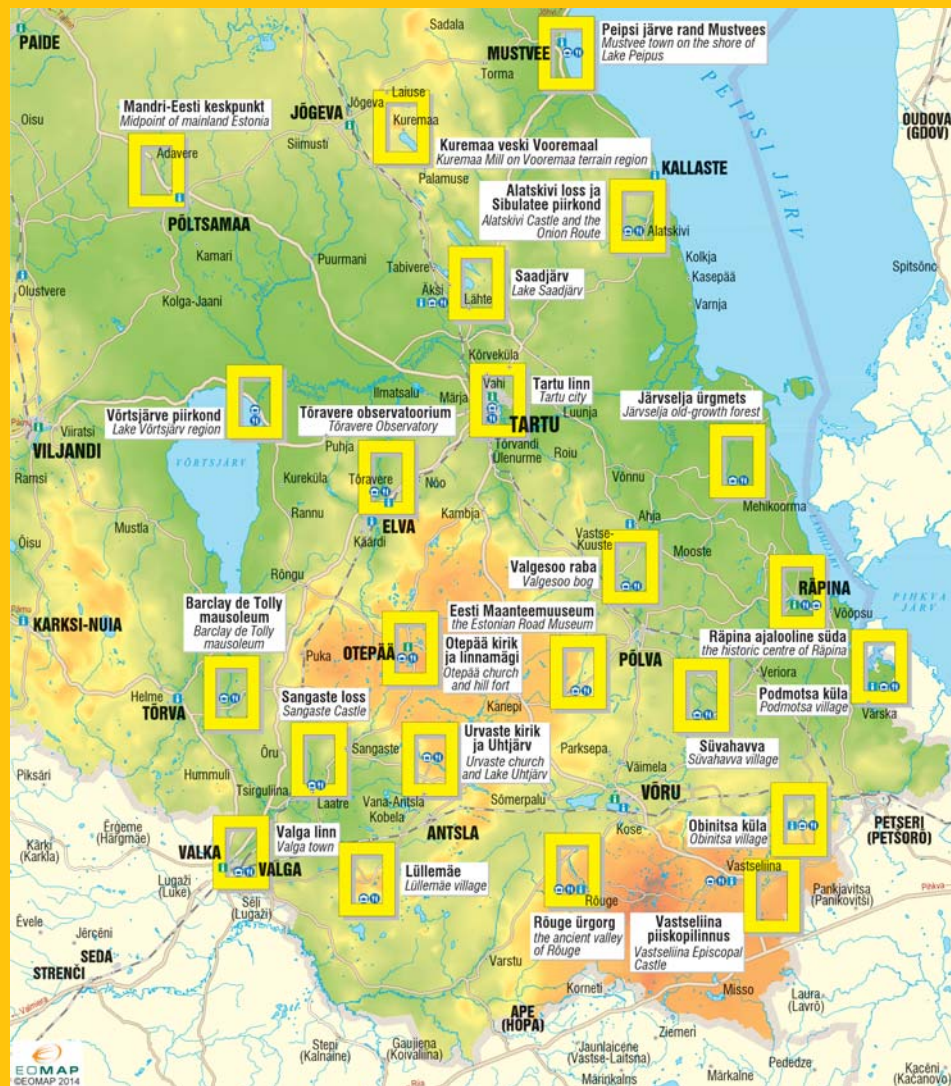 PAIDE
Sadala
MUSTVEE
Torma
Peipsi järve rand Mustvees
Mustvee town on the shore of
Lake Peipus
PEIPSI JÄRV
OUDOVA
(GDOV)
Oisu
Mandri-Eesti keskpunkt
Midpoint of mainland Estonia
JÕGEVA
Jõgeva
Laiuse
Kuremaa
Siimusti
Adavere
Kuremaa veski Vooremaal
Kuremaa Mill on Vooremaa terrain region
Palamuse
KALLASTE
Alatskivi loss ja
Sibulatee piirkond
Alatskivi Castle and the
Onion Route
Alatskivi
PÕLTSAMAA
Kamari
Puurmani
Tabivere
Saadjärv
Lake Saadjärv
Kolkja
Kasepää
Spitsõnc
Olustvere
Kolga-Jaani
Äksi
Lähte
Varnja
Kõrveküla
Vahi
Ilmatsalu
Märja
Tartu linn
Tartu city
Järvselja ürgmets
Järvselja old-growth forest
Võrtsjärve piirkond
Lake Võrtsjärv region
Tõravere observatoorium
Tõravere Observatory
TARTU
Luunja
Viiratsi
VILJANDI
Puhja
Tõrvandi
Ülenurme
Roiu
Ramsi
VÕRTSJÄRV
Kureküla
Tõravere
Nõo
Võnnu
Mehikoorma
Mustla
Rannu
Kambja
ELVA
Käärdi
Õisu
Ahja
Vastse-
Kuuste
Mooste
Rõngu
Valgesoo raba
Valgesoo bog
RÄPINA
PIHKVA
JÄRV
Võõpsu
KARKSI-NUIA
Barclay de Tolly
mausoleum
Barclay de Tolly
mausoleum
Eesti Maanteemuuseum
the Estonian Road Museum
OTEPÄÄ
Otepää kirik
ja linnamägi
Otepää church
and hill fort
Puka
PÕLVA
Räpina ajalooline süda
the historic centre of Räpina
Veriora
Podmotsa küla
Podmotsa village
Värska
Helme
TÕRVA
Sangaste loss
Sangaste Castle
Kanepi
Õru
Sangaste
Urvaste kirik
ja Uhtjärv
Urvaste church
and Lake Uhtjärv
Parksepa
Süvahavva
Süvahavva village
Väimela
Piksäri
Hummuli
Tsirguliina
Laatre
Vana-Antsla
Kobela
Sõmerpalu
VÕRU
Kose
Obinitsa küla
Obinitsa village
PETSERI
(PETSORÕ)
Ērģeme
(Härgmäe)
Kārķi
(Karkla)
ANTSLA
VALKA
VALGA
Valga linn
Valga town
Lüllemäe
Lüllemäe village
Vastseliina
Lugaži
(Luke)
Sēļi
(Lugaži)
Rõuge
Pankjavitsa
(Panikovitsi)
Pihkva
Ēvele
Jērcēni
Rõuge ürgorg
the ancient valley
of Rõuge
Vastseliina
piiskopilinnus
Vastseliina Episcopal
Castle
SEDA
STRENČI
Varstu
Korneti
Misso
Laura
(Lavrõ)
APE
(HOPA)
Ziemeri
Stepi
(Kalnaine)
Gaujiena
(Koivaliina)
Jaunlaicene
(Vastse-Laitsna)
Pededze
Kacēni
(Kačanovo)
Mārkalne
EOMAP
©EOMAP 2014